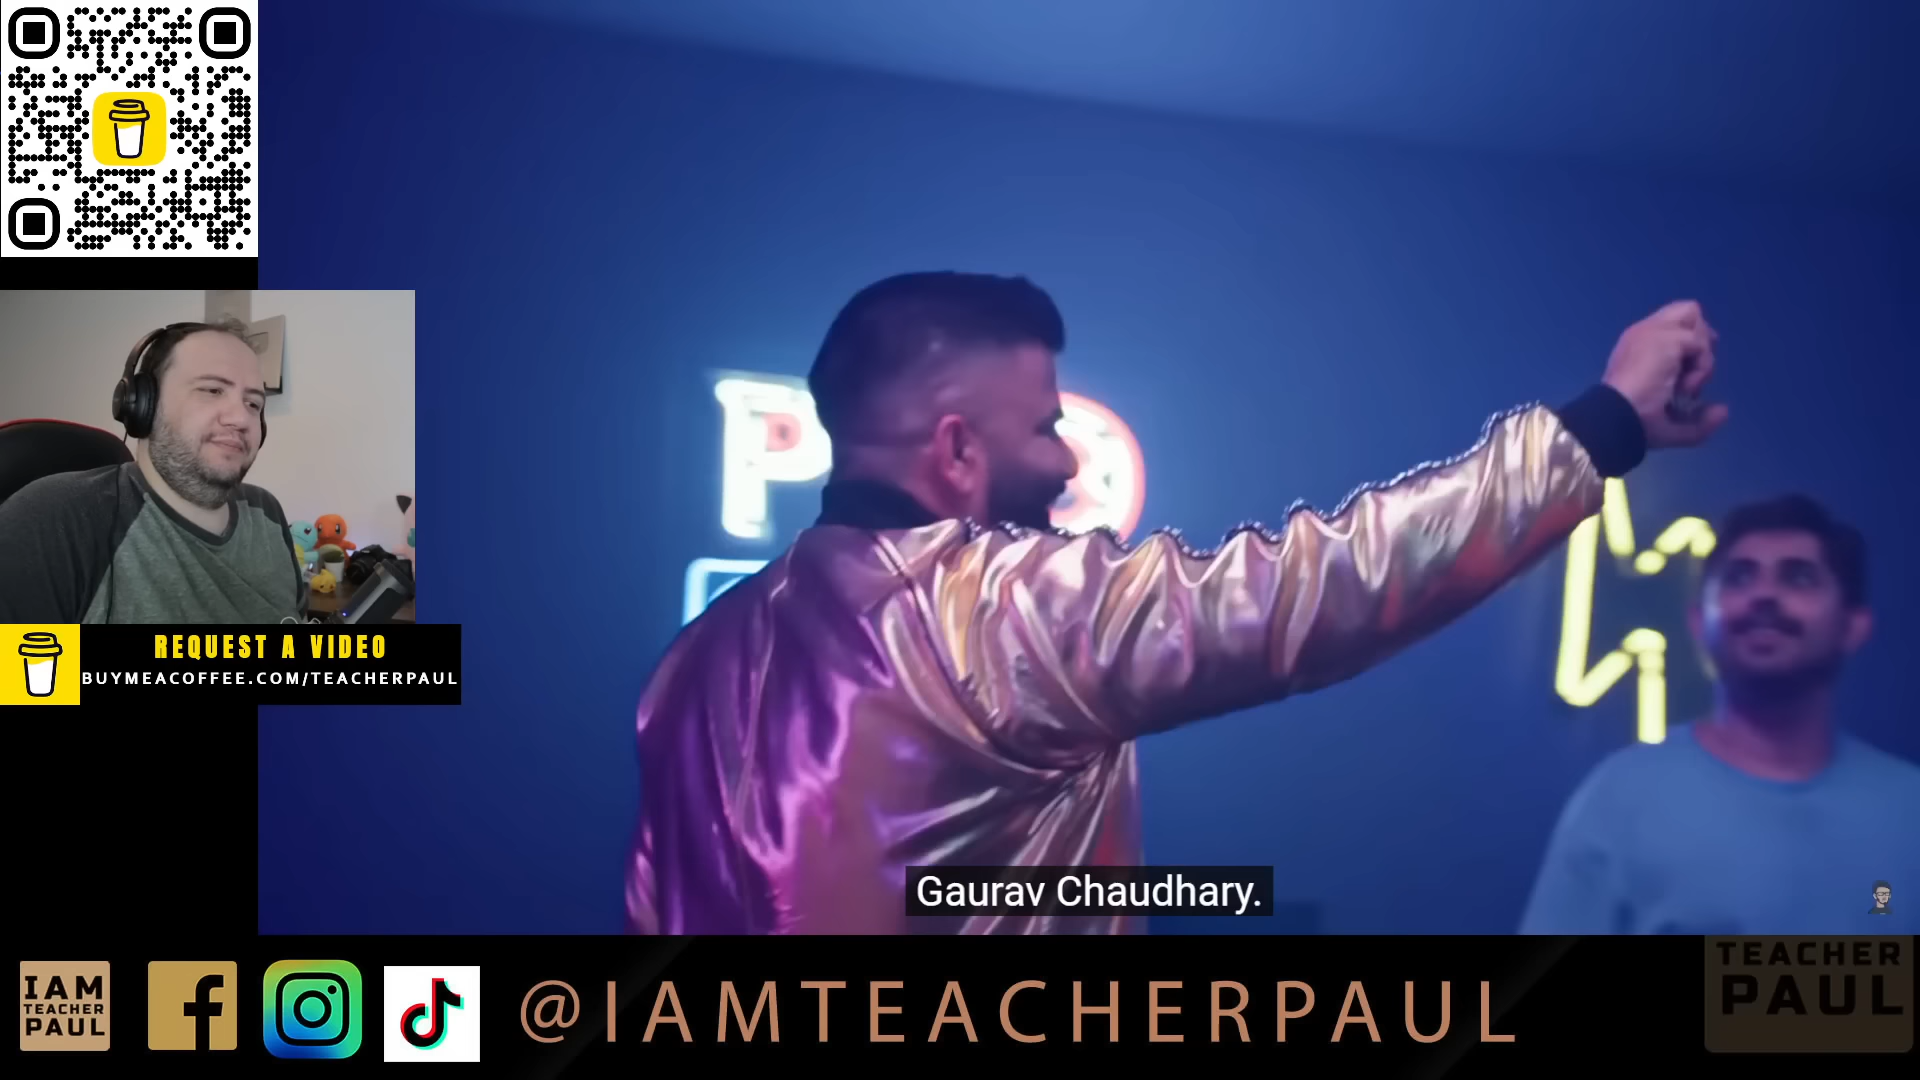 REQUEST A VIDEO
BUYMEACOFFEE.COM/TEACHERPAUL
Gaurav Chaudhary.
IAM
TEACHER
PAUL
@IAMTEACHERPAUL
TEACHER
PAUL